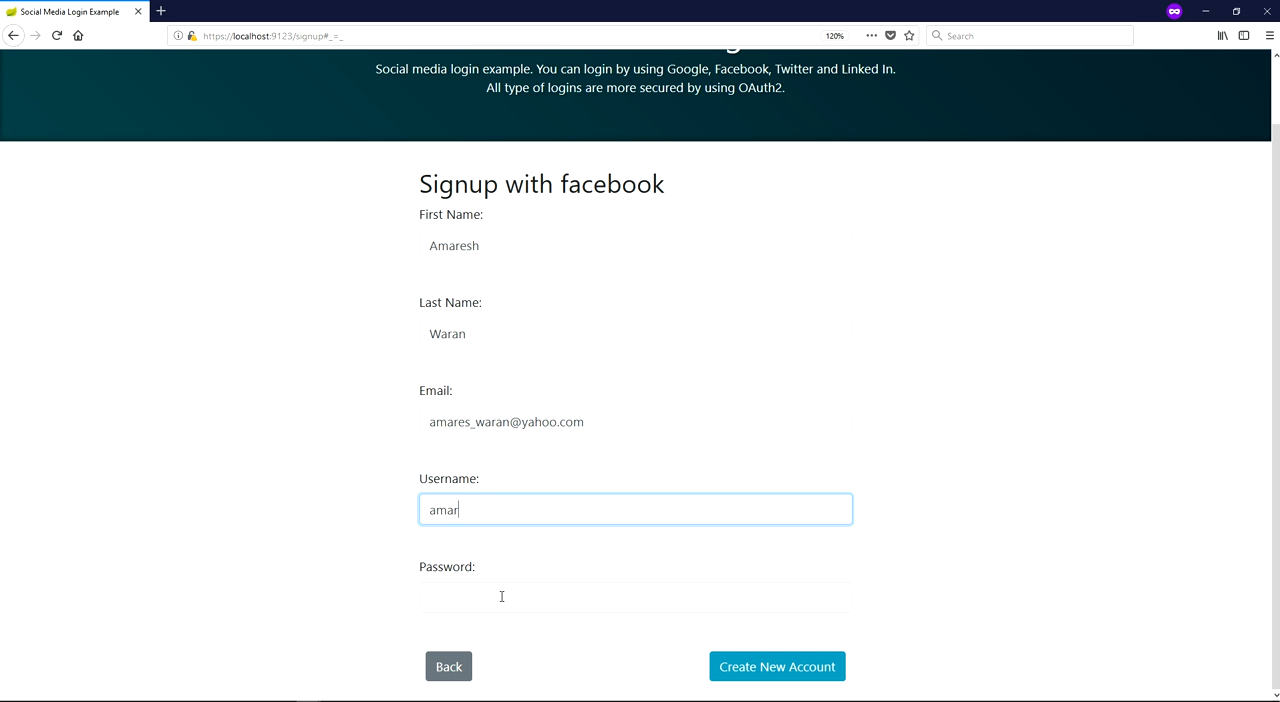 Social Media Login Example
https://localhost:9123/signup#_=_
120%
Search
Social media login example. You can login by using Google, Facebook, Twitter and Linked In.
All type of logins are more secured by using OAuth2.
Signup with facebook
First Name:
Amaresh
Last Name:
Waran
Email:
amares_waran@yahoo.com
Username:
amar
Password:
Back
Create New Account